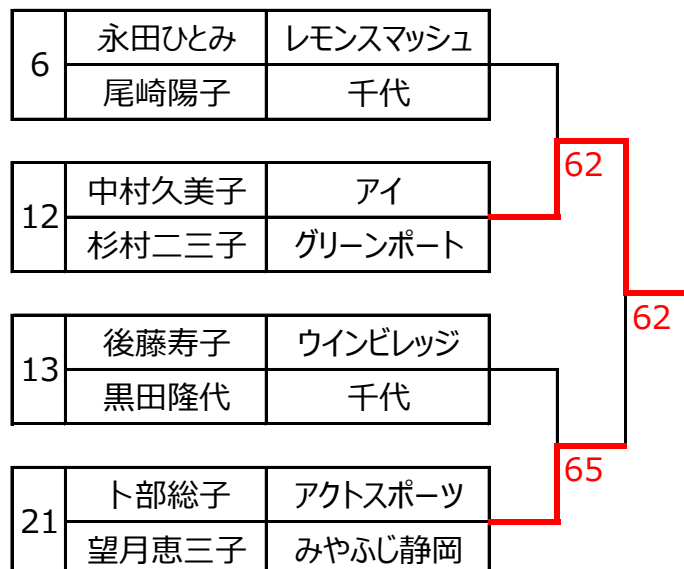 6 永田ひとみ レモンスマッシュ
尾崎陽子 千代
62
12 中村久美子 アイ
杉村二三子 グリーンポート
62
13 後藤寿子 ウインビレッジ
黒田隆代 千代
65
21 卜部総子 アクトスポーツ
望月恵三子 みやふじ静岡